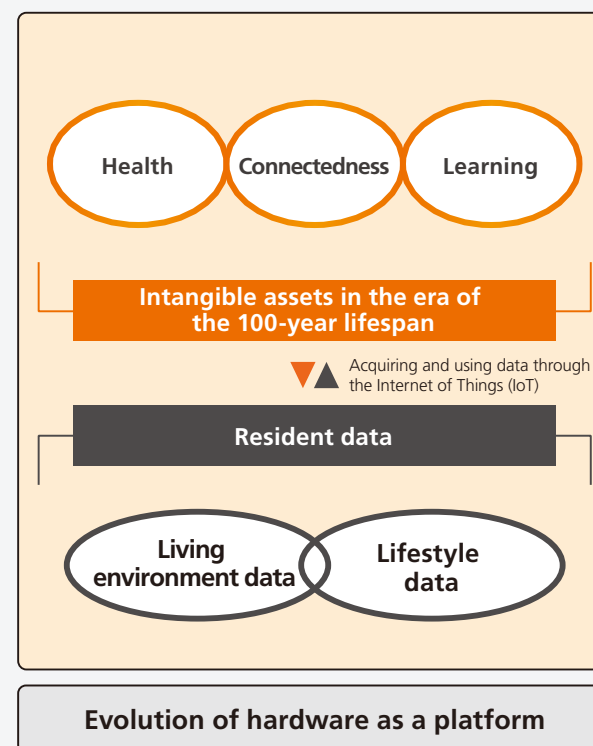 Health
Connectedness
Learning
Intangible assets in the era of
the 100-year lifespan
Acquiring and using data through
the Internet of Things (IoT)
Resident data
Living
environment data
Lifestyle
data
Evolution of hardware as a platform